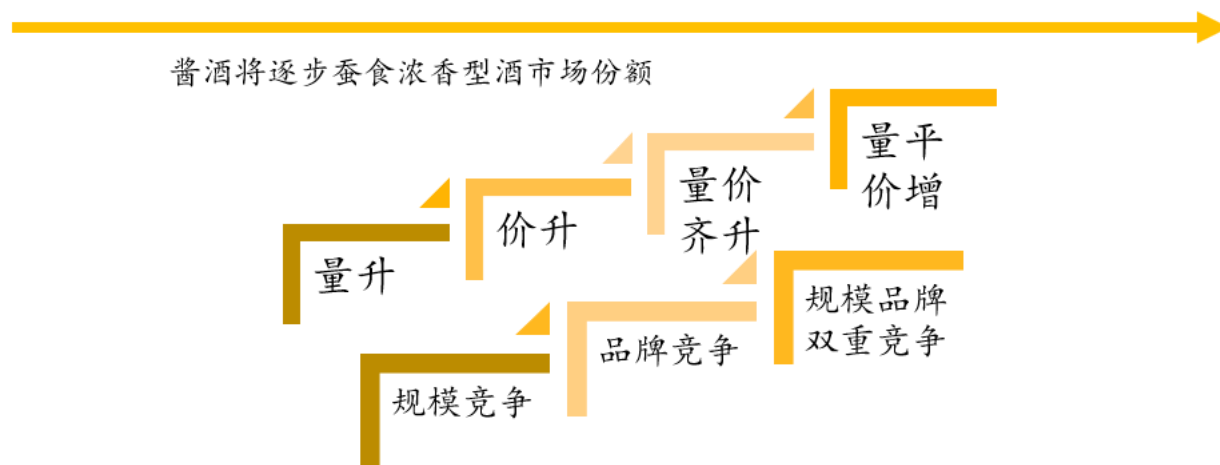 酱酒将逐步蚕食浓香型酒市场份额
量升
价升
量价
齐升
量平
价增
规模竞争
品牌竞争
规模品牌
双重竞争